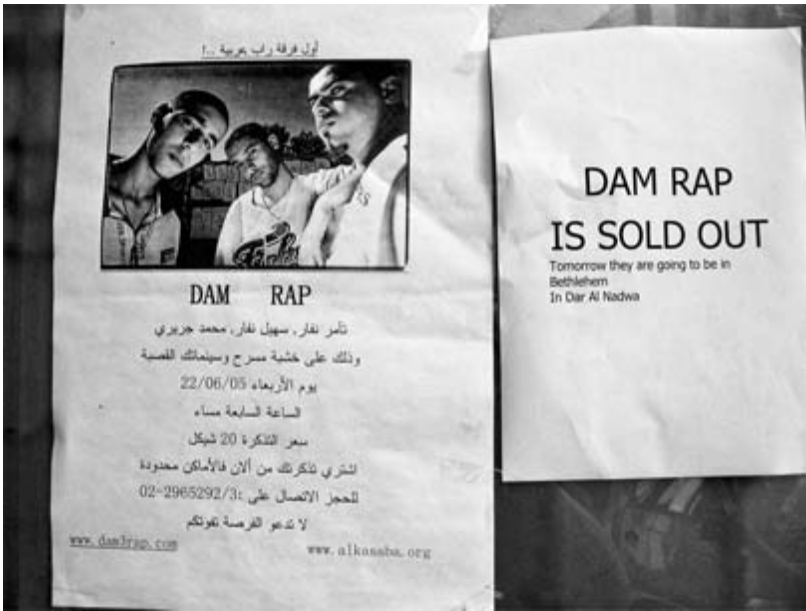 أول فرقة راب عربية ..!
DAM RAP
تامر نفار، سهيل نفار، محمد جريري
وذلك على خشبة مسرح وسينماتك القصبة
يوم الأربعاء 22/06/05
الساعة السابعة مساء
سعر التذكرة 20 شيكل
اشتري تذكرتك من ألان فالأماكن محدودة
للحجز الاتصال على :02-2965292/3
لا تدعو الفرصة تفوتكم
www.dam3rap.com
www.alkasaba.org
DAM RAP
IS SOLD OUT
Tomorrow they are going to be in
Bethlehem
In Dar Al Nadwa